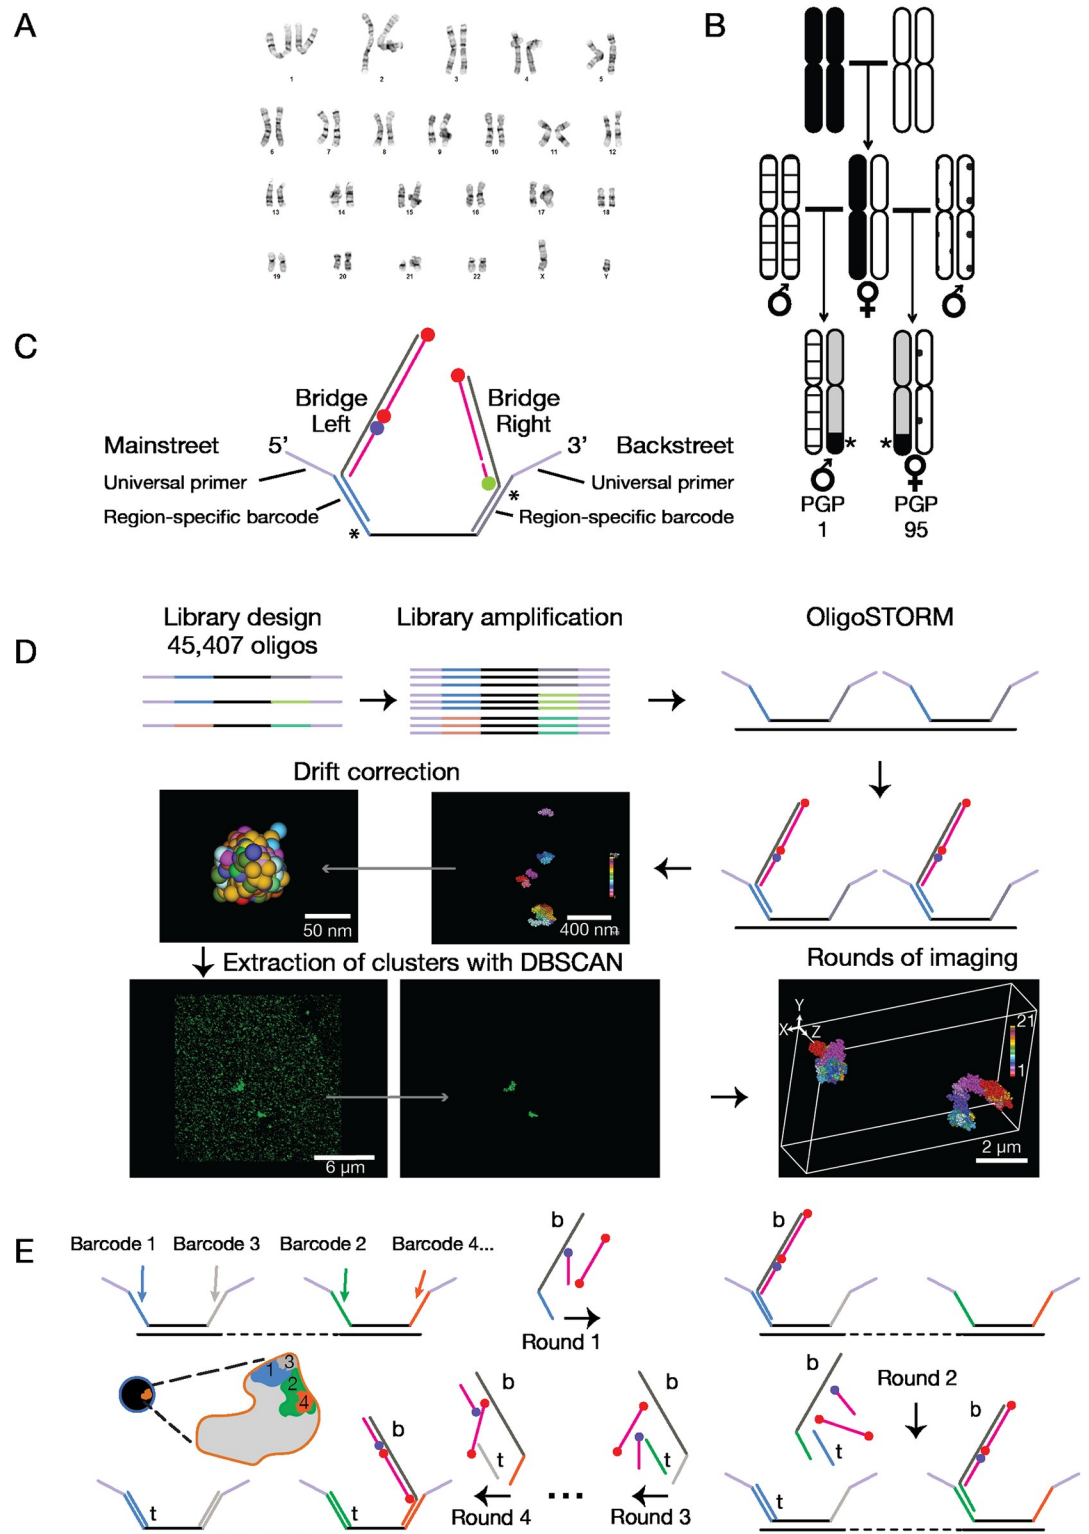 A
1 2 3 4 5
6 7 8 9 10 11 12
13 14 15 16 17 18
19 20 21 22 X Y
B
♂ ♀ ♂
* *
♂ ♀
PGP PGP
1 95
C
Bridge Left
Bridge Right
Mainstreet 5’
3’ Backstreet
Universal primer
Universal primer
Region-specific barcode
Region-specific barcode
* *
D
Library design
45,407 oligos
Library amplification
OligoSTORM
Drift correction
50 nm
400 nm
Extraction of clusters with DBSCAN
6 µm
Rounds of imaging
Y
X Z
21
1
2 µm
E
Barcode 1 Barcode 3 Barcode 2 Barcode 4...
b
Round 1
b
1 3
2
4
b
t
Round 2
b
t
b
t
Round 3
...
b
t
Round 4
b
t t